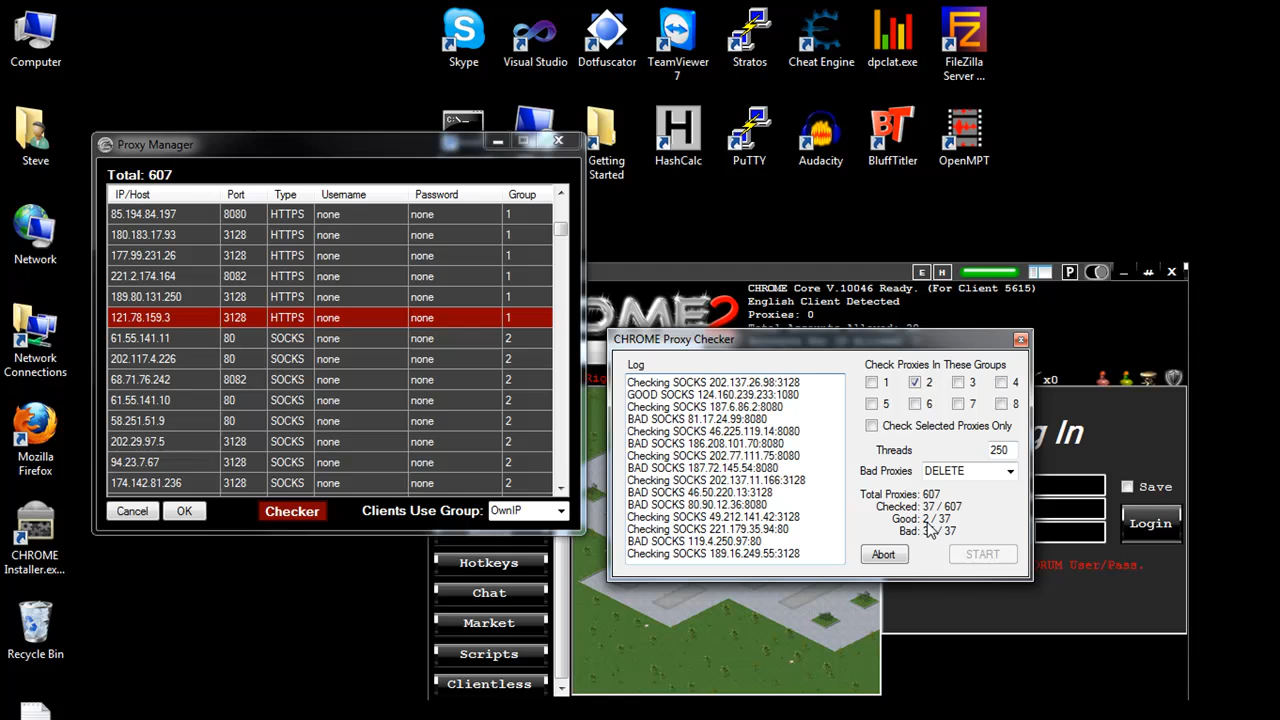 Computer
Skype
Visual Studio
Dotfuscator
TeamViewer
7
Stratos
Cheat Engine
dpclat.exe
FileZilla
Server ...
Steve
Getting
Started
HashCalc
PuTTY
Audacity
BluffTitler
OpenMPT
Network
Network
Connections
Mozilla
Firefox
CHROME
Installer.ex...
Recycle Bin
Proxy Manager
Total: 607
IP/Host Port Type Username Password Group
85.194.84.197 8080 HTTPS none none 1
180.183.17.93 3128 HTTPS none none 1
177.99.231.26 3128 HTTPS none none 1
221.2.174.164 8082 HTTPS none none 1
189.80.131.250 3128 HTTPS none none 1
121.78.159.3 3128 HTTPS none none 1
61.55.141.11 80 SOCKS none none 2
202.117.4.226 80 SOCKS none none 2
68.71.76.242 8082 SOCKS none none 2
61.55.141.10 80 SOCKS none none 2
58.251.51.9 80 SOCKS none none 2
202.29.97.5 3128 SOCKS none none 2
94.23.7.67 3128 SOCKS none none 2
174.142.81.236 3128 SOCKS none none 2
Cancel OK Checker Clients Use Group: OwnIP
E H P
CHROME Core V.10046 Ready. (For Client 5615)
English Client Detected
Proxies: 0
x0
CHROME Proxy Checker
Log
Checking SOCKS 202.137.26.98:3128
GOOD SOCKS 124.160.239.233:1080
Checking SOCKS 187.6.86.2:8080
BAD SOCKS 81.17.24.99:8080
Checking SOCKS 46.225.119.14:8080
BAD SOCKS 186.208.101.70:8080
Checking SOCKS 202.77.111.75:8080
BAD SOCKS 187.72.145.54:8080
Checking SOCKS 202.137.11.166:3128
BAD SOCKS 46.50.220.13:3128
BAD SOCKS 80.90.12.36:8080
Checking SOCKS 49.212.141.42:3128
Checking SOCKS 221.179.35.94:80
BAD SOCKS 119.4.250.97:80
Checking SOCKS 189.16.249.55:3128
Check Proxies In These Groups
1 2 3 4
5 6 7 8
Check Selected Proxies Only
Threads 250
Bad Proxies DELETE
Total Proxies: 607
Checked: 37 / 607
Good: 2 / 37
Bad: / 37
Abort START
g In
Save
Login
User/Pass.
Hotkeys
Chat
Market
Scripts
Clientless